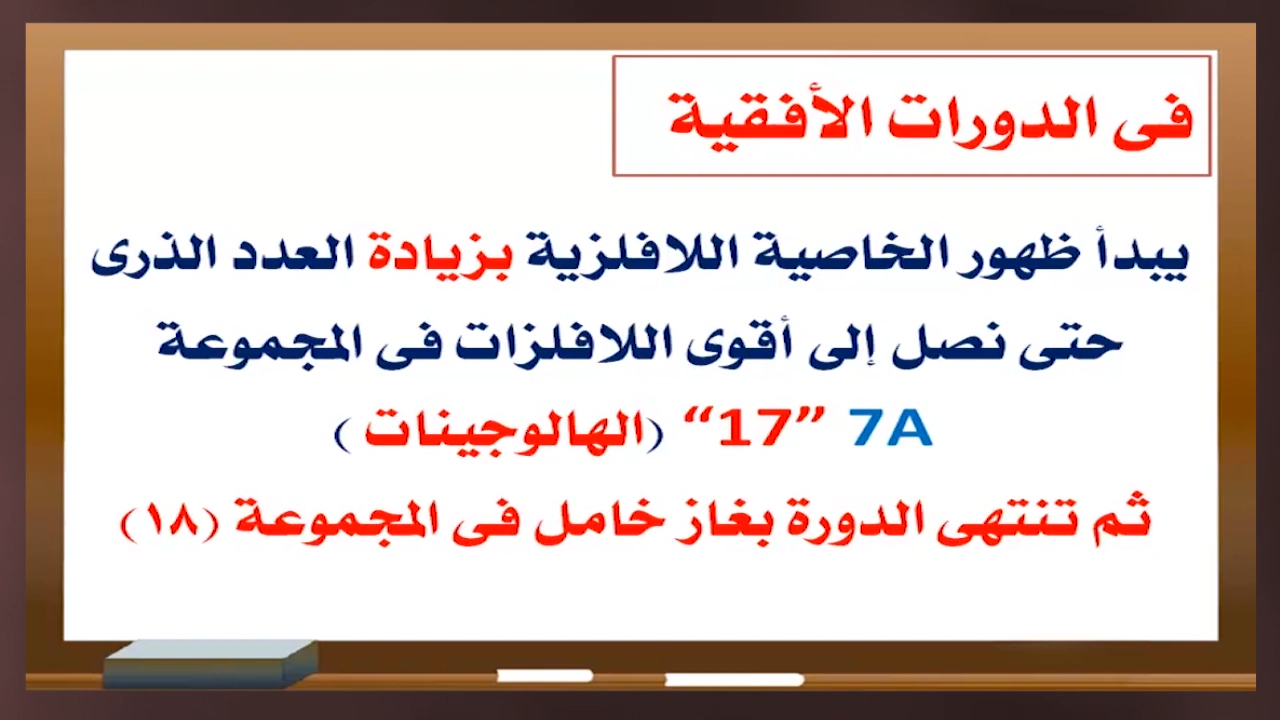 فى الدورات الأفقية
يبدأ ظهور الخاصية اللافلزية بزيادة العدد الذرى
حتى نصل إلى أقوى اللافلزات فى المجموعة
7A ”17“ (الهالوجينات )
ثم تنتهى الدورة بغاز خامل فى المجموعة (١٨)